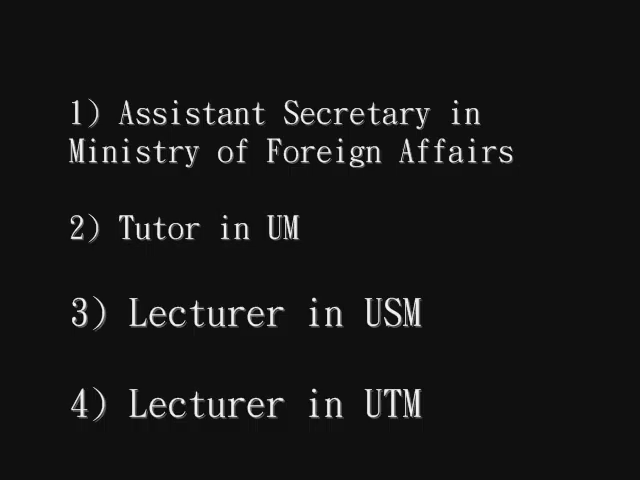 1) Assistant Secretary in
Ministry of Foreign Affairs
2) Tutor in UM
3) Lecturer in USM
4) Lecturer in UTM